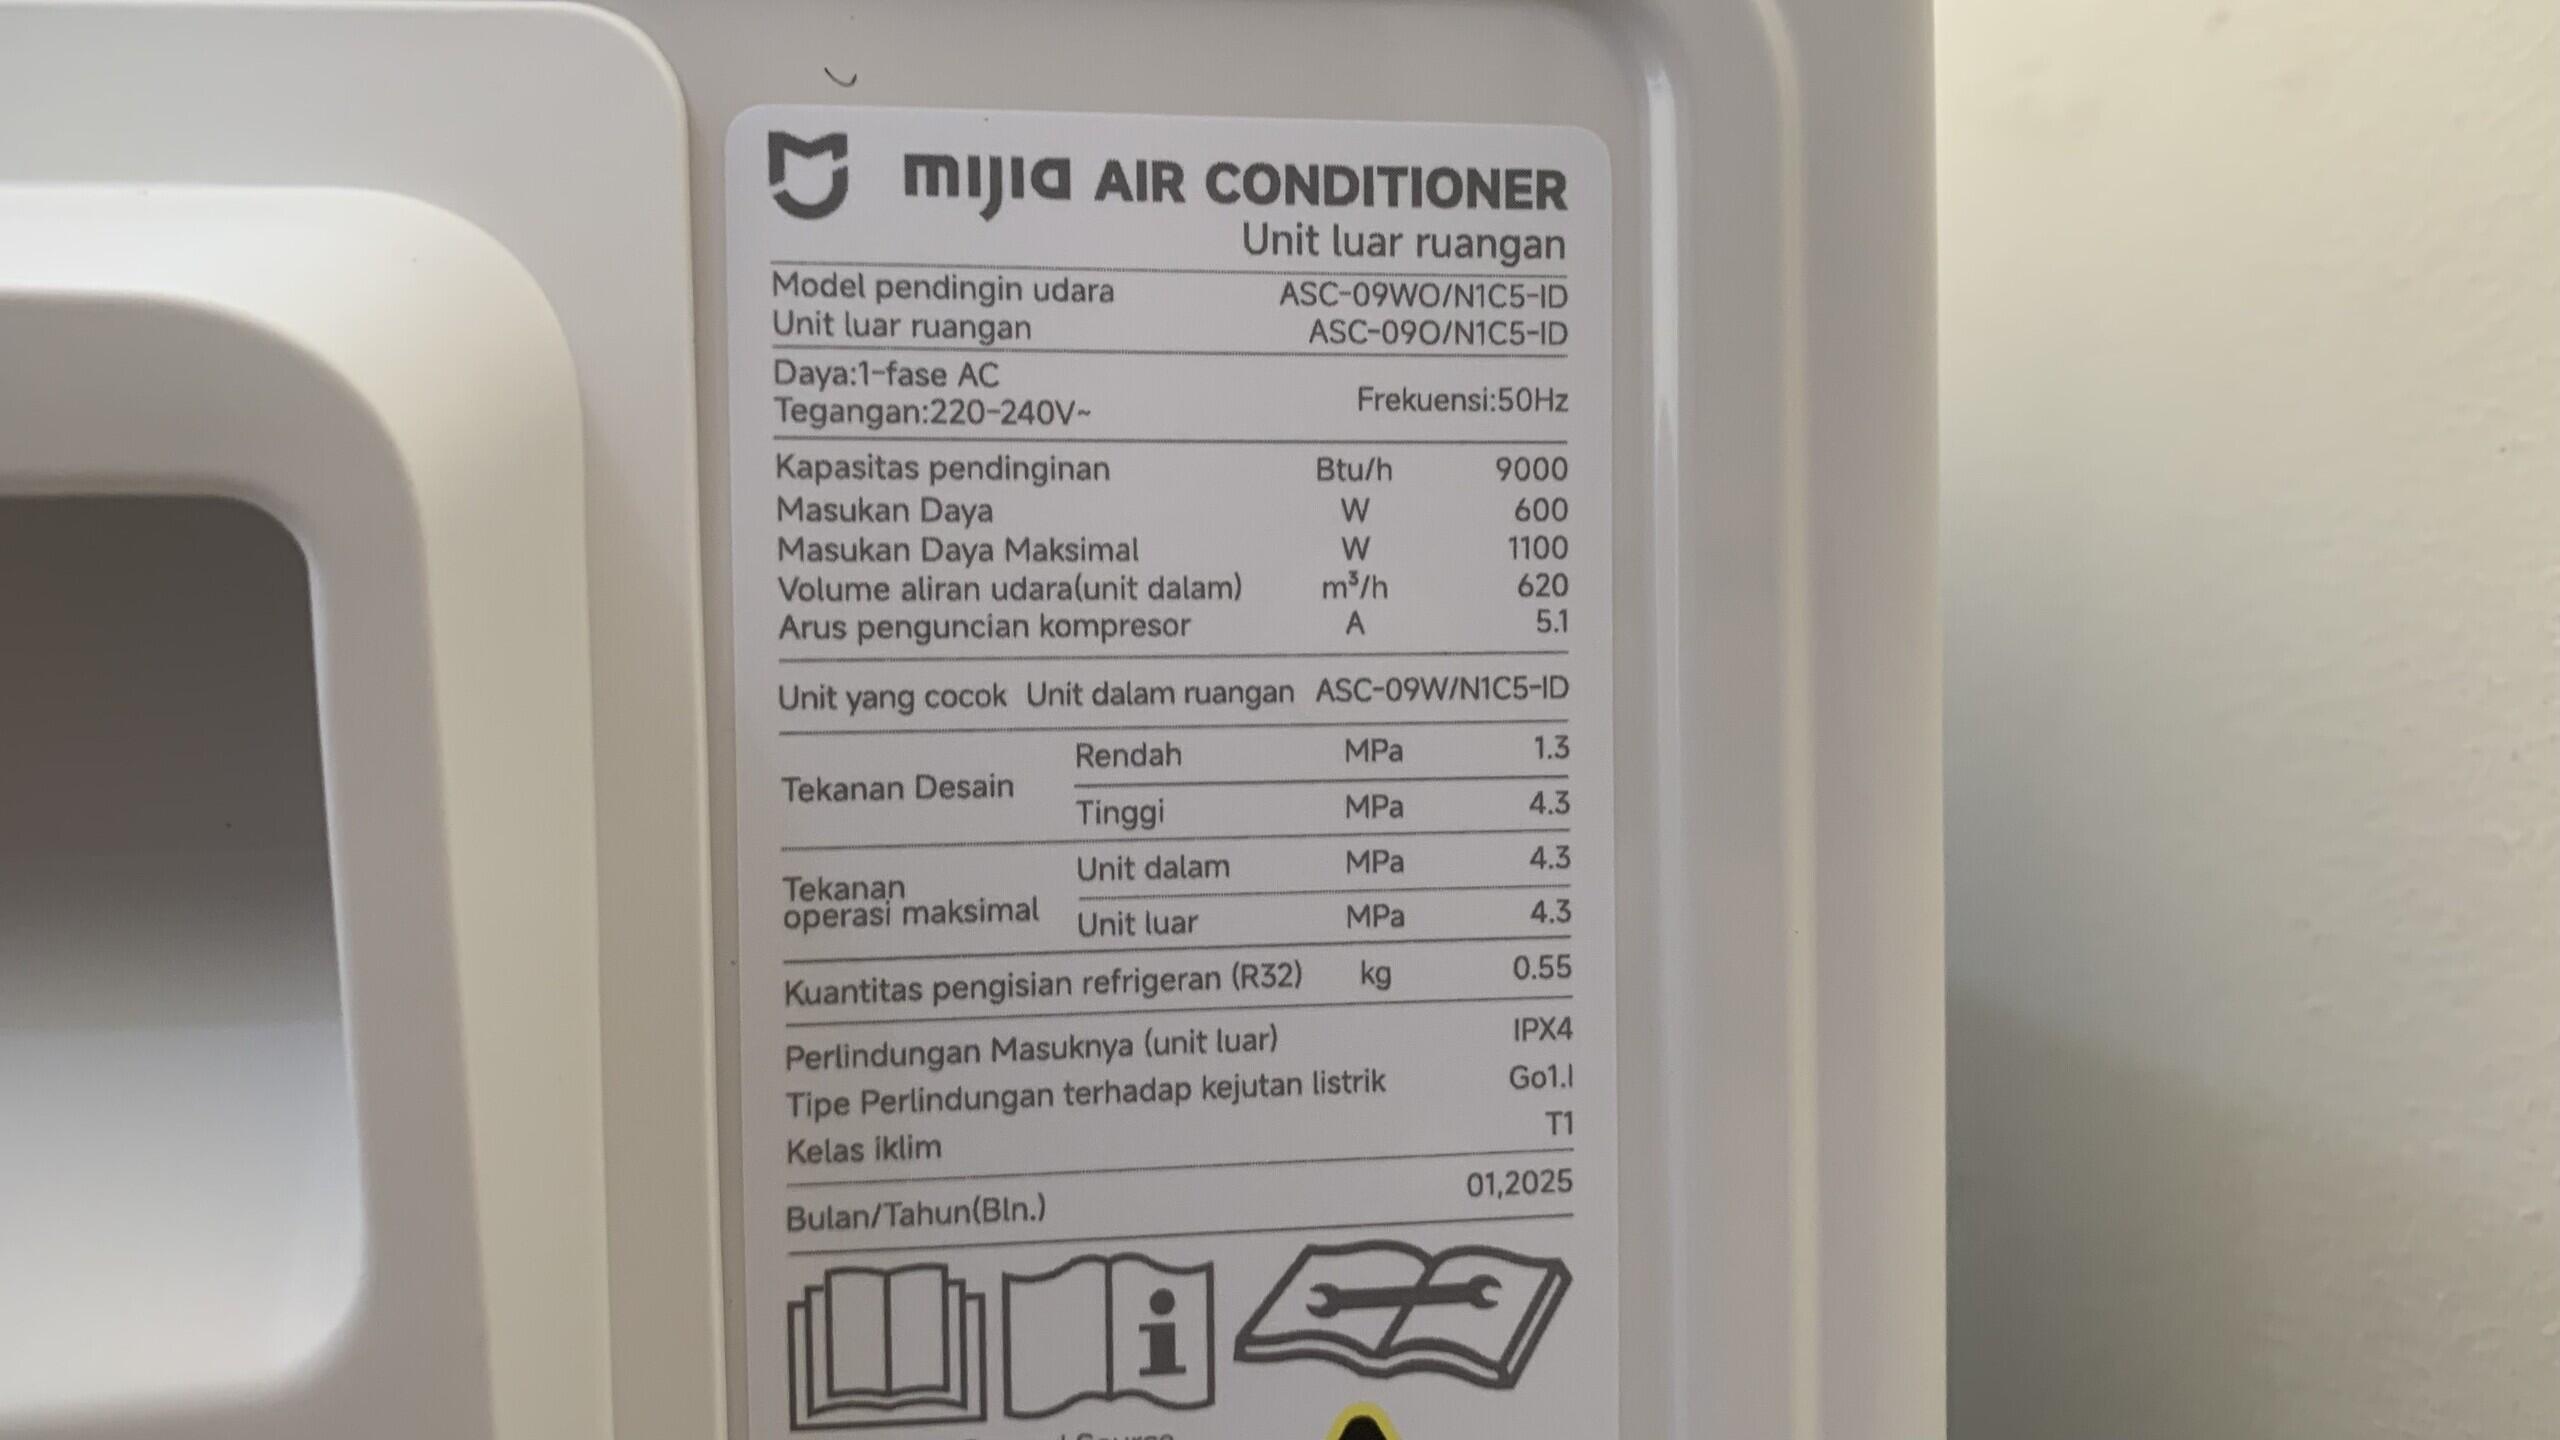 mijia AIR CONDITIONER
Unit luar ruangan
Model pendingin udara ASC-09WO/N1C5-ID
Unit luar ruangan ASC-09O/N1C5-ID
Daya:1-fase AC
Tegangan:220-240V~ Frekuensi:50Hz
Kapasitas pendinginan Btu/h 9000
Masukan Daya W 600
Masukan Daya Maksimal W 1100
Volume aliran udara(unit dalam) m³/h 620
Arus penguncian kompresor A 5.1
Unit yang cocok Unit dalam ruangan ASC-09W/N1C5-ID
Tekanan Desain Rendah MPa 1.3
Tinggi MPa 4.3
Tekanan operasi maksimal Unit dalam MPa 4.3
Unit luar MPa 4.3
Kuantitas pengisian refrigeran (R32) kg 0.55
Perlindungan Masuknya (unit luar) IPX4
Tipe Perlindungan terhadap kejutan listrik Go1.I
Kelas iklim T1
Bulan/Tahun(Bln.) 01,2025